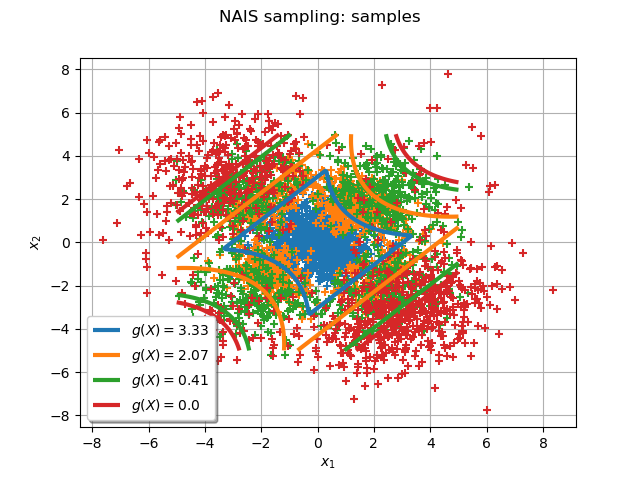 NAIS sampling: samples
8
6
4
2
0
−2
−4
−6
−8
x₂
g(X) = 3.33
g(X) = 2.07
g(X) = 0.41
g(X) = 0.0
−8 −6 −4 −2 0 2 4 6 8
x₁